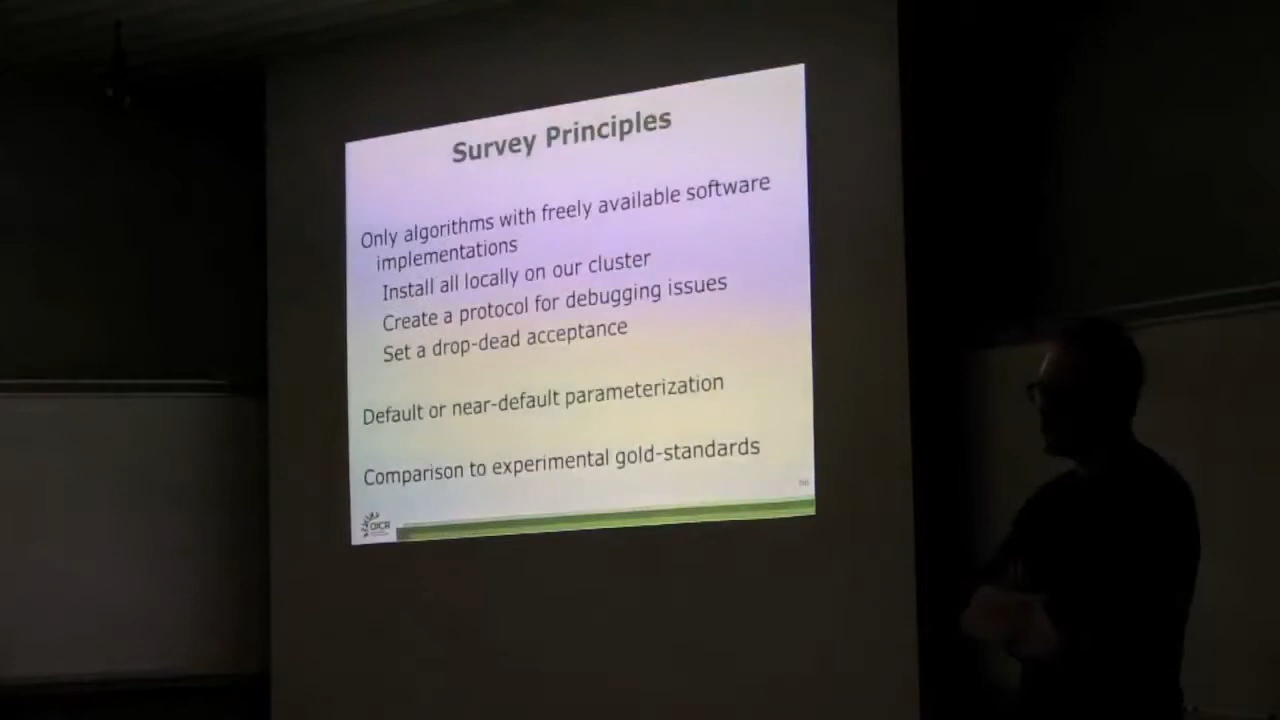 Survey Principles
Only algorithms with freely available software
implementations
Install all locally on our cluster
Create a protocol for debugging issues
Set a drop-dead acceptance
Default or near-default parameterization
Comparison to experimental gold-standards
OICR